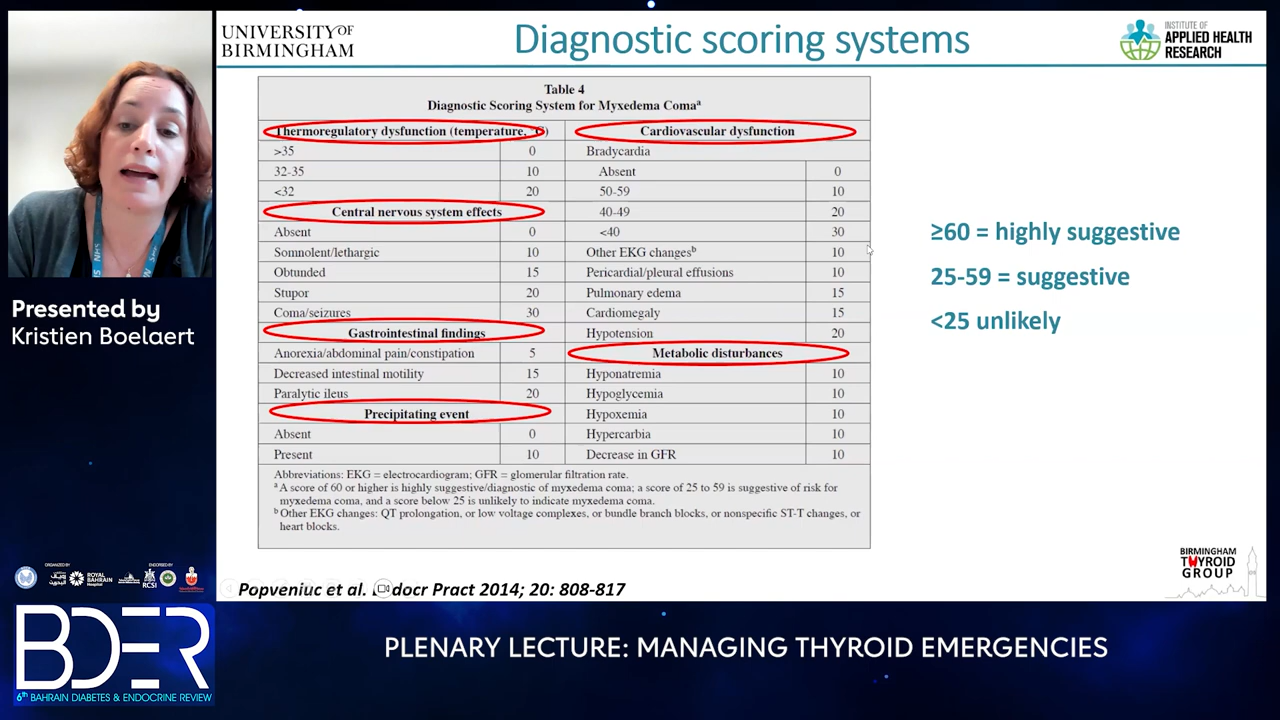 UNIVERSITY OF
BIRMINGHAM
Diagnostic scoring systems
INSTITUTE OF
APPLIED HEALTH
RESEARCH
Table 4
Diagnostic Scoring System for Myxedema Coma^a
Thermoregulatory dysfunction (temperature, °C)
>35 0
32-35 10
<32 20
Central nervous system effects
Absent 0
Somnolent/lethargic 10
Obtunded 15
Stupor 20
Coma/seizures 30
Gastrointestinal findings
Anorexia/abdominal pain/constipation 5
Decreased intestinal motility 15
Paralytic ileus 20
Precipitating event
Absent 0
Present 10
Cardiovascular dysfunction
Bradycardia
Absent 0
50-59 10
40-49 20
<40 30
Other EKG changes^b 10
Pericardial/pleural effusions 10
Pulmonary edema 15
Cardiomegaly 15
Hypotension 20
Metabolic disturbances
Hyponatremia 10
Hypoglycemia 10
Hypoxemia 10
Hypercarbia 10
Decrease in GFR 10
Abbreviations: EKG = electrocardiogram; GFR = glomerular filtration rate.
^a A score of 60 or higher is highly suggestive/diagnostic of myxedema coma; a score of 25 to 59 is suggestive of risk for
myxedema coma, and a score below 25 is unlikely to indicate myxedema coma.
^b Other EKG changes: QT prolongation, or low voltage complexes, or bundle branch blocks, or nonspecific ST-T changes, or
heart blocks.
≥60 = highly suggestive
25-59 = suggestive
<25 unlikely
Popveniuc et al. Endocr Pract 2014; 20: 808-817
BIRMINGHAM
THYROID
GROUP
NHS
Presented by
Kristien Boelaert
ORGANIZED BY
ENDORSED BY
ROYAL
BAHRAIN
Hospital
RCSI
BDER
6th BAHRAIN DIABETES & ENDOCRINE REVIEW
PLENARY LECTURE: MANAGING THYROID EMERGENCIES